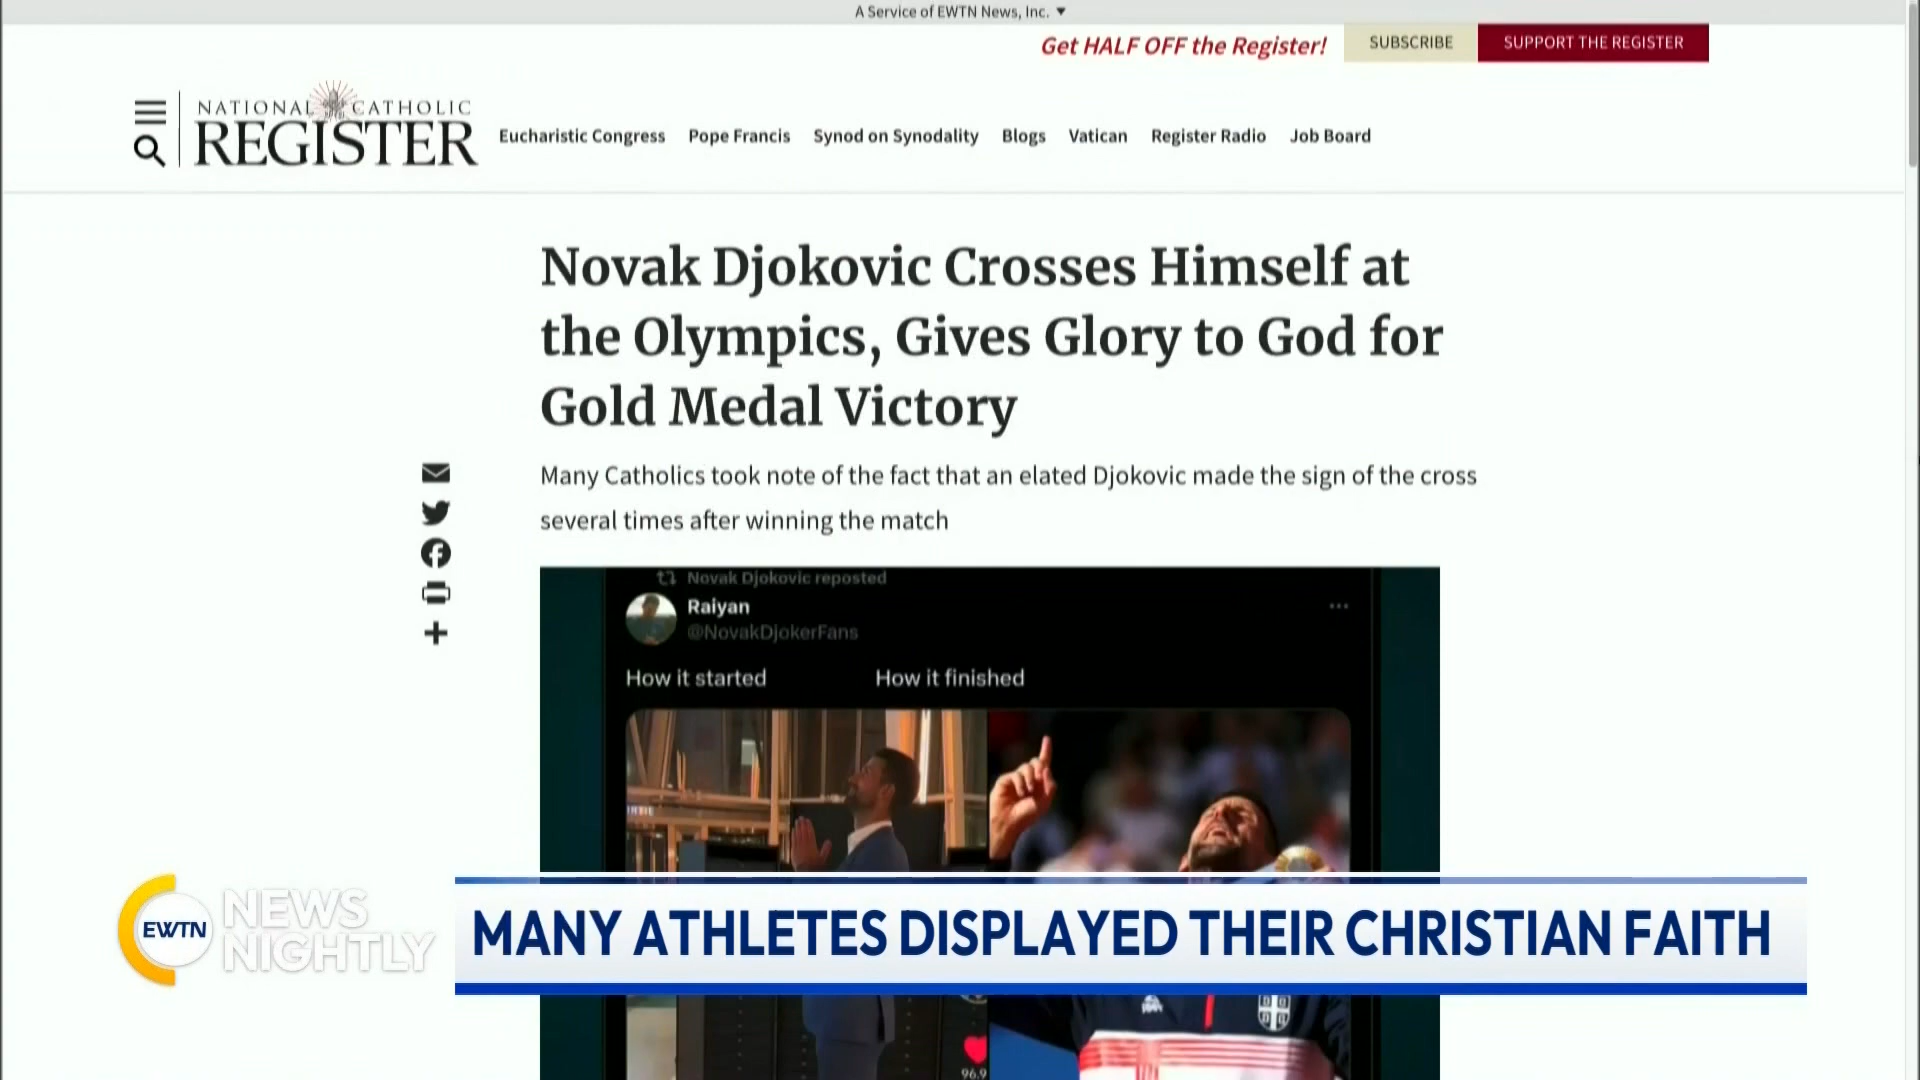 A Service of EWTN News, Inc.
Get HALF OFF the Register!
SUBSCRIBE
SUPPORT THE REGISTER
NATIONAL CATHOLIC
REGISTER
Eucharistic Congress
Pope Francis
Synod on Synodality
Blogs
Vatican
Register Radio
Job Board
Novak Djokovic Crosses Himself at
the Olympics, Gives Glory to God for
Gold Medal Victory
Many Catholics took note of the fact that an elated Djokovic made the sign of the cross
several times after winning the match
Novak Djokovic reposted
Raiyan
@NovakDjokerFans
How it started
How it finished
EWTN
NEWS
NIGHTLY
MANY ATHLETES DISPLAYED THEIR CHRISTIAN FAITH
96.9